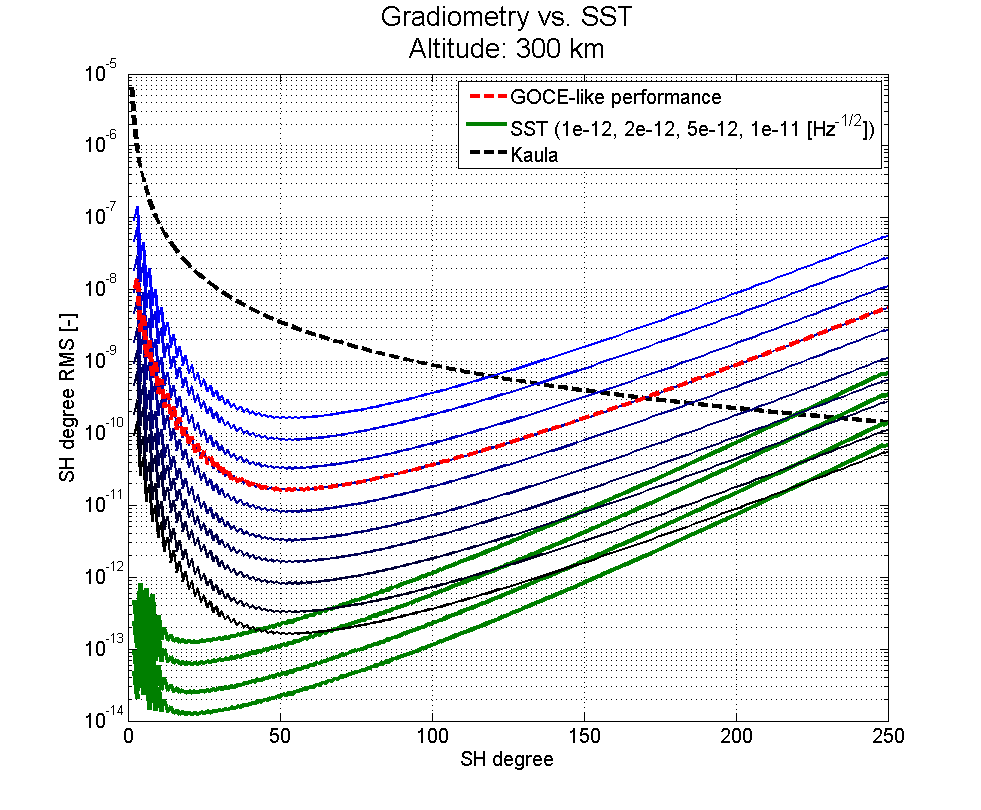 Gradiometry vs. SST
Altitude: 300 km
GOCE-like performance
SST (1e-12, 2e-12, 5e-12, 1e-11 [Hz^-1/2])
Kaula
10^-5
10^-6
10^-7
10^-8
10^-9
10^-10
10^-11
10^-12
10^-13
10^-14
SH degree RMS [-]
0 50 100 150 200 250
SH degree